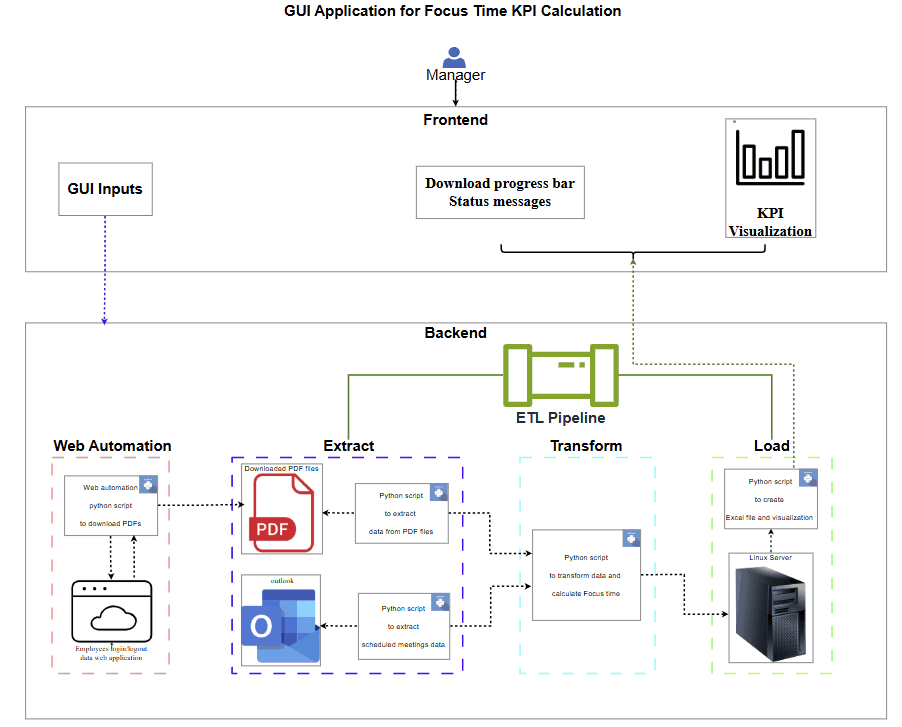 GUI Application for Focus Time KPI Calculation
Manager
Frontend
GUI Inputs
Download progress bar
Status messages
KPI
Visualization
Backend
ETL Pipeline
Web Automation
Extract
Transform
Load
Web automation
python script
to download PDFs
Employees login/logout
data web application
Downloaded PDF files
PDF
Python script
to extract
data from PDF files
outlook
O
Python script
to extract
scheduled meetings data
Python script
to transform data and
calculate Focus time
Python script
to create
Excel file and visualization
Linux Server